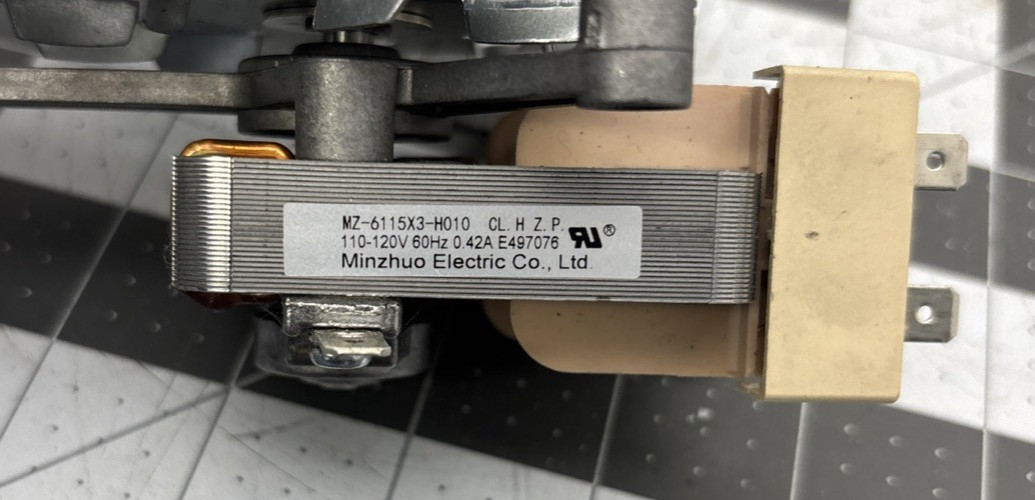 MZ-6115X3-H010 CL. H Z.P.
110-120V 60Hz 0.42A E497076
Minzhuo Electric Co., Ltd.